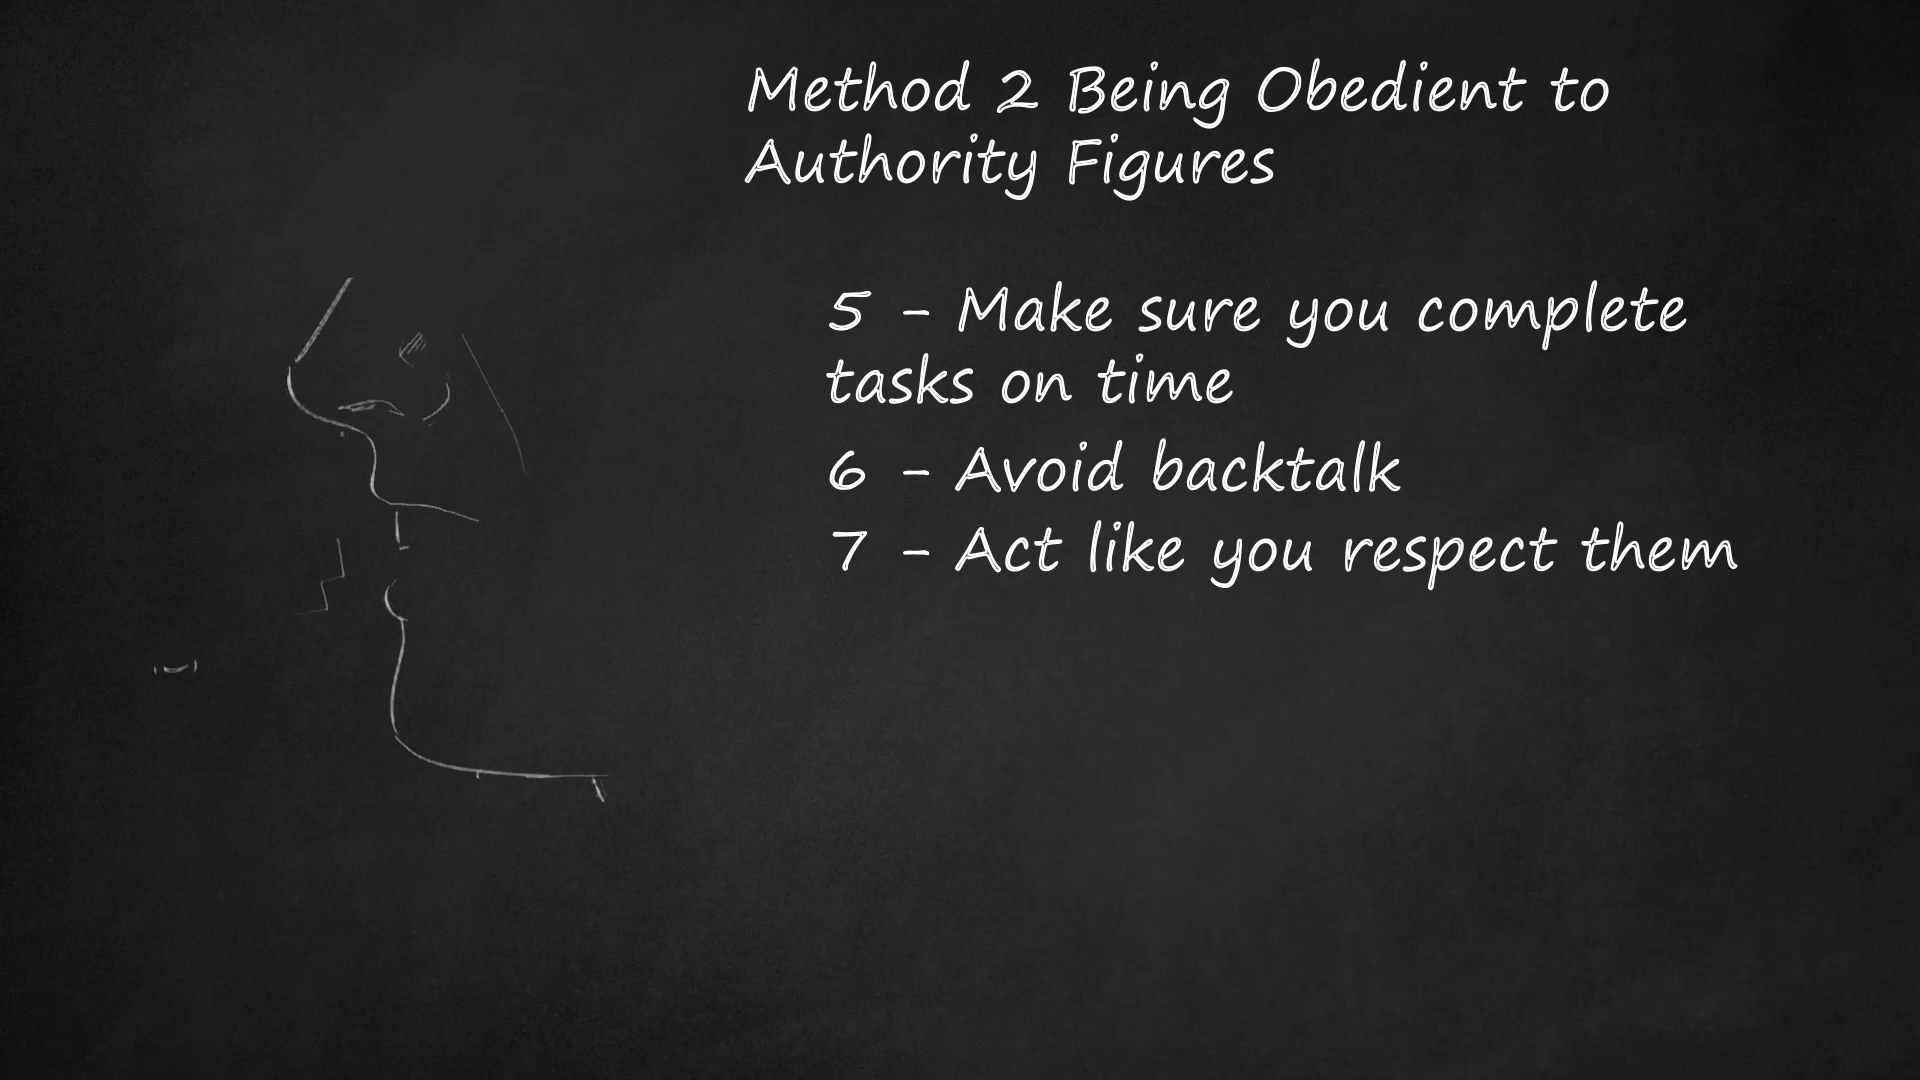 Method 2 Being Obedient to
Authority Figures
5 - Make sure you complete
tasks on time
6 - Avoid backtalk
7 - Act like you respect them